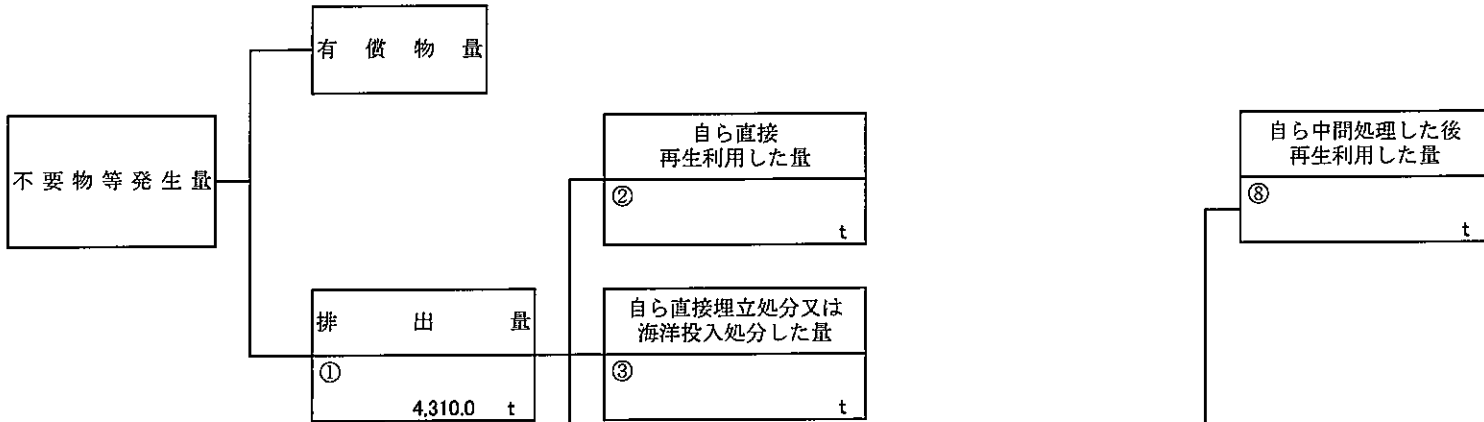 有償物量
不要物等発生量
自ら直接
再生利用した量
②
t
自ら中間処理した後
再生利用した量
⑧
t
排出量
①
4,310.0 t
自ら直接埋立処分又は
海洋投入処分した量
③
t